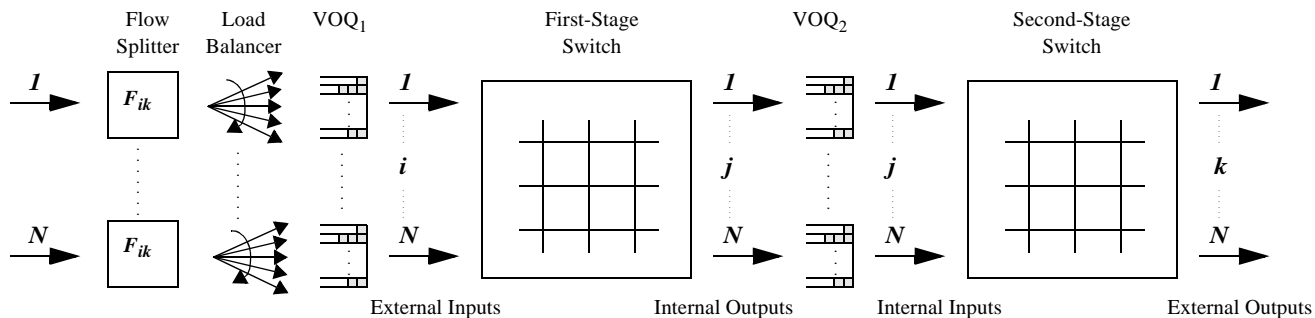 Flow Splitter
Load Balancer
VOQ1
First-Stage Switch
VOQ2
Second-Stage Switch
1
Fik
1
1
1
1
i
j
j
k
N
Fik
N
N
N
N
External Inputs
Internal Outputs
Internal Inputs
External Outputs